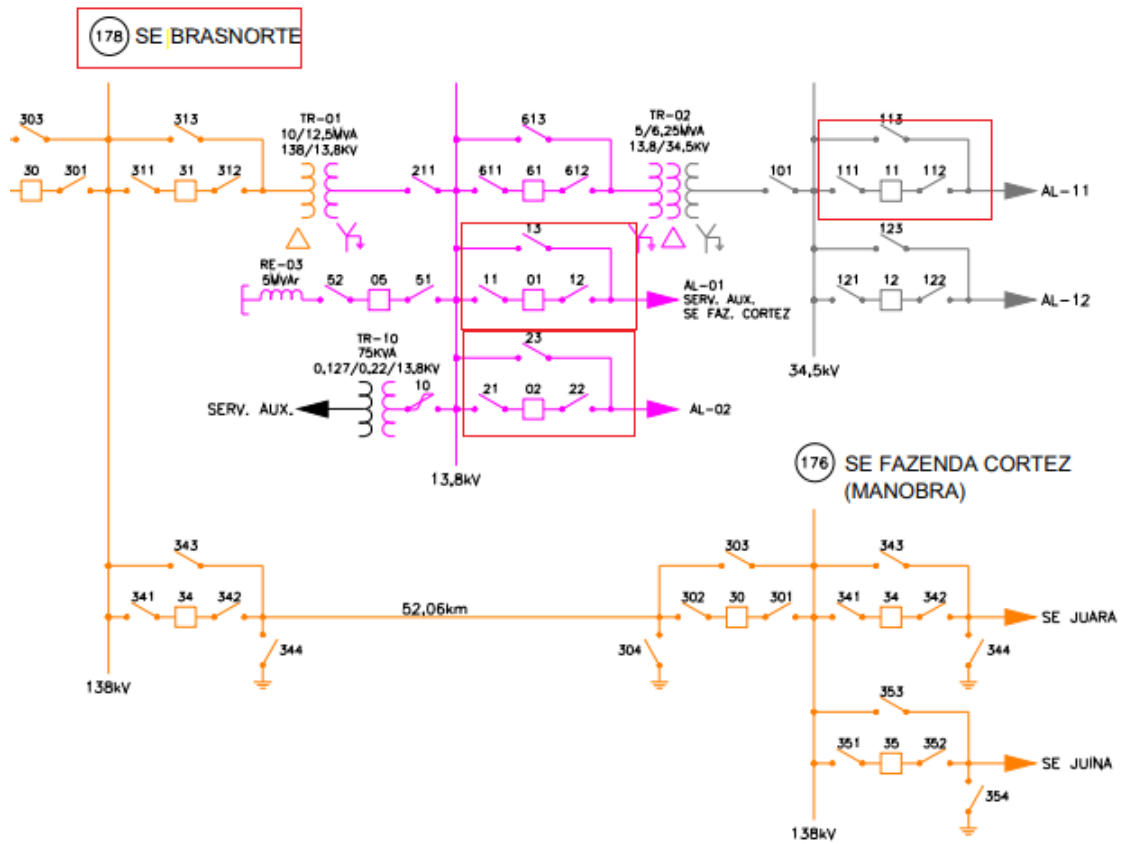 178 SE BRASNORTE
303
313
TR-01
10/12,5MVA
138/13,8KV
613
TR-02
5/6,25MVA
13,8/34,5KV
113
30 301 311 31 312
211 611 61 612
101 111 11 112
AL-11
RE-03
5MVAr
52 05 51
13
11 01 12
AL-01
SERV. AUX.
SE FAZ. CORTEZ
123
121 12 122
AL-12
TR-10
75KVA
0,127/0,22/13,8KV
SERV. AUX.
10
23
21 02 22
AL-02
34,5kV
13,8kV
176 SE FAZENDA CORTEZ
(MANOBRA)
343
341 34 342
344
138kV
52,06km
303
302 30 301
304
343
341 34 342
SE JUARA
344
353
351 35 352
SE JUÍNA
354
138kV